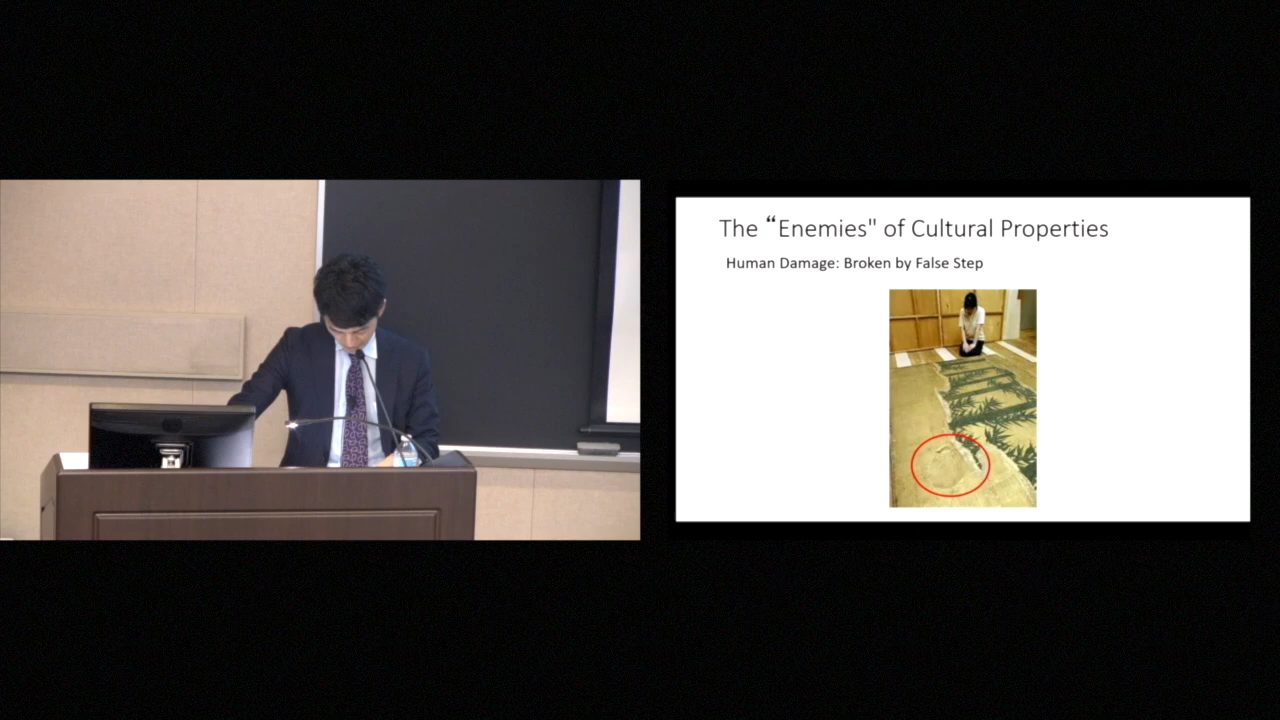 The “Enemies" of Cultural Properties
Human Damage: Broken by False Step